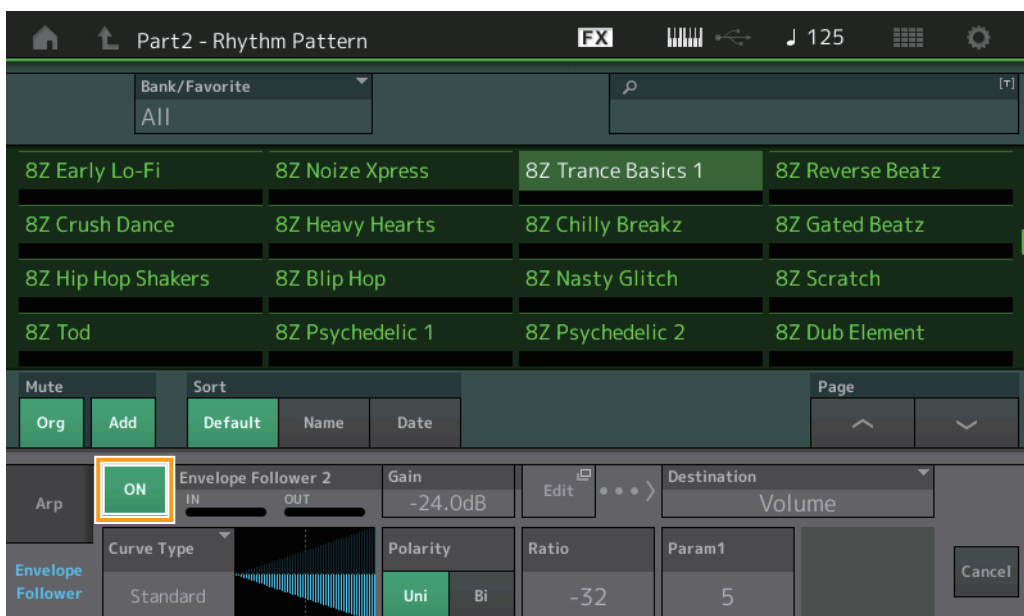 Part2 - Rhythm Pattern FX 125
Bank/Favorite [T]
All
8Z Early Lo-Fi 8Z Noize Xpress 8Z Trance Basics 1 8Z Reverse Beatz
8Z Crush Dance 8Z Heavy Hearts 8Z Chilly Breakz 8Z Gated Beatz
8Z Hip Hop Shakers 8Z Blip Hop 8Z Nasty Glitch 8Z Scratch
8Z Tod 8Z Psychedelic 1 8Z Psychedelic 2 8Z Dub Element
Mute Sort Page
Org Add Default Name Date
Arp ON Envelope Follower 2 Gain Edit Destination
IN OUT -24.0dB Volume
Curve Type Polarity Ratio Param1
Envelope Follower Standard Uni Bi -32 5 Cancel